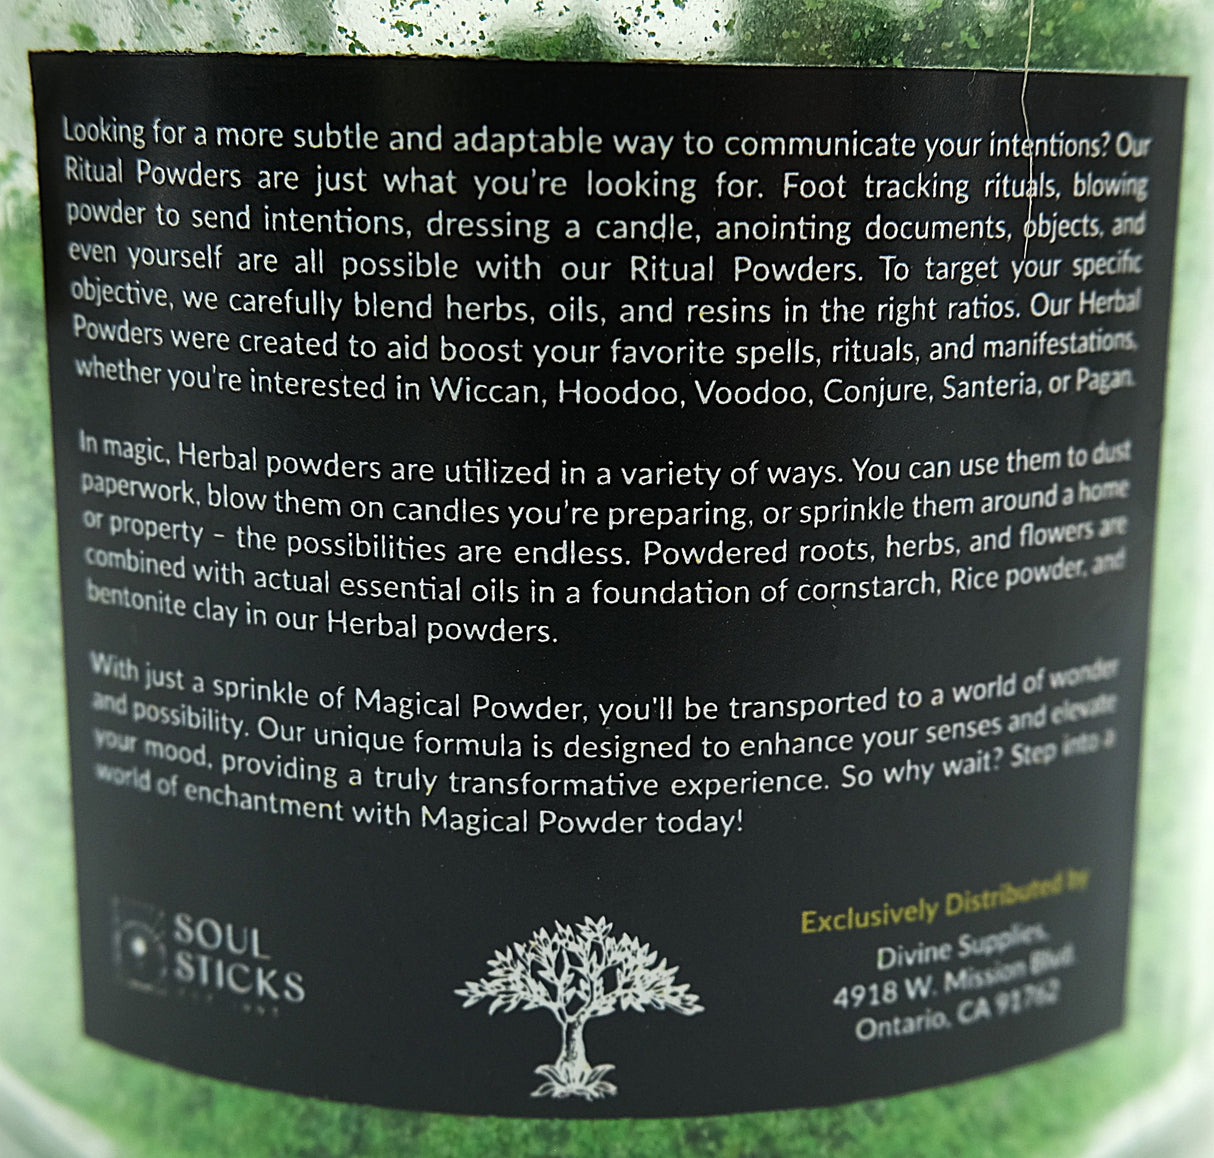 Looking for a more subtle and adaptable way to communicate your intentions? Our
Ritual Powders are just what you're looking for. Foot tracking rituals, blowing
powder to send intentions, dressing a candle, anointing documents, objects, and
even yourself are all possible with our Ritual Powders. To target your specific
objective, we carefully blend herbs, oils, and resins in the right ratios. Our Herbal
Powders were created to aid boost your favorite spells, rituals, and manifestations,
whether you're interested in Wiccan, Hoodoo, Voodoo, Conjure, Santeria, or Pagan.
In magic, Herbal powders are utilized in a variety of ways. You can use them to dust
paperwork, blow them on candles you're preparing, or sprinkle them around a home
or property – the possibilities are endless. Powdered roots, herbs, and flowers are
combined with actual essential oils in a foundation of cornstarch, Rice powder, and
bentonite clay in our Herbal powders.
With just a sprinkle of Magical Powder, you'll be transported to a world of wonder
and possibility. Our unique formula is designed to enhance your senses and elevate
your mood, providing a truly transformative experience. So why wait? Step into a
world of enchantment with Magical Powder today!
SOUL
STICKS
Exclusively Distributed by
Divine Supplies,
4918 W. Mission Blvd.
Ontario, CA 91762